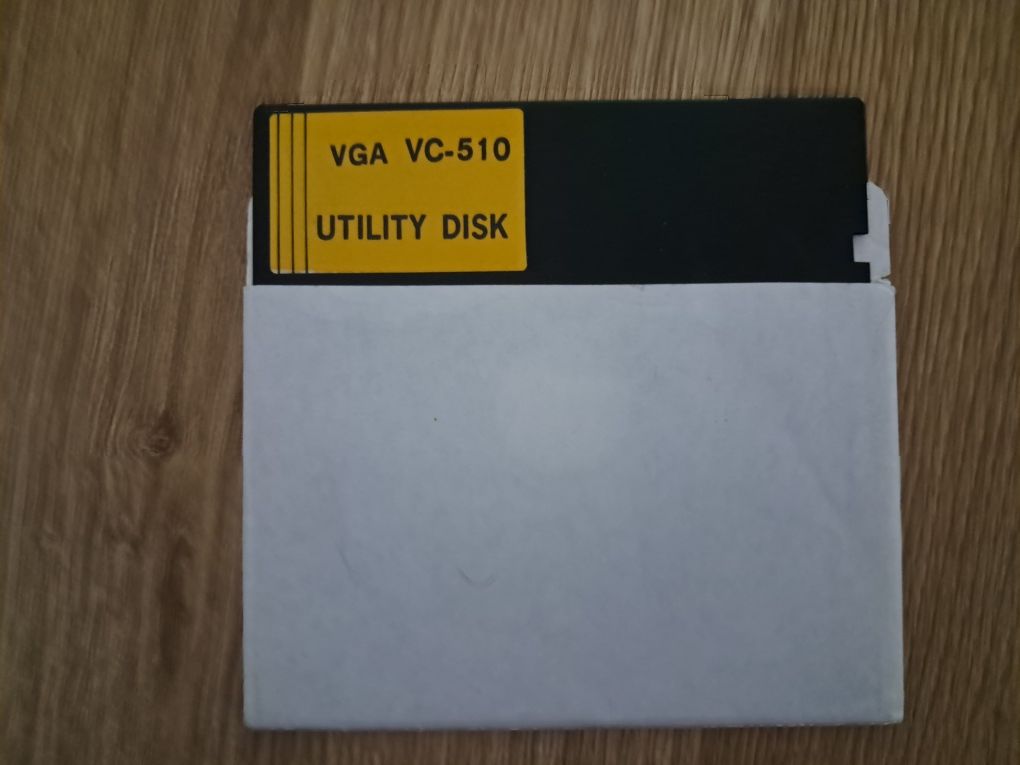 VGA VC-510
UTILITY DISK